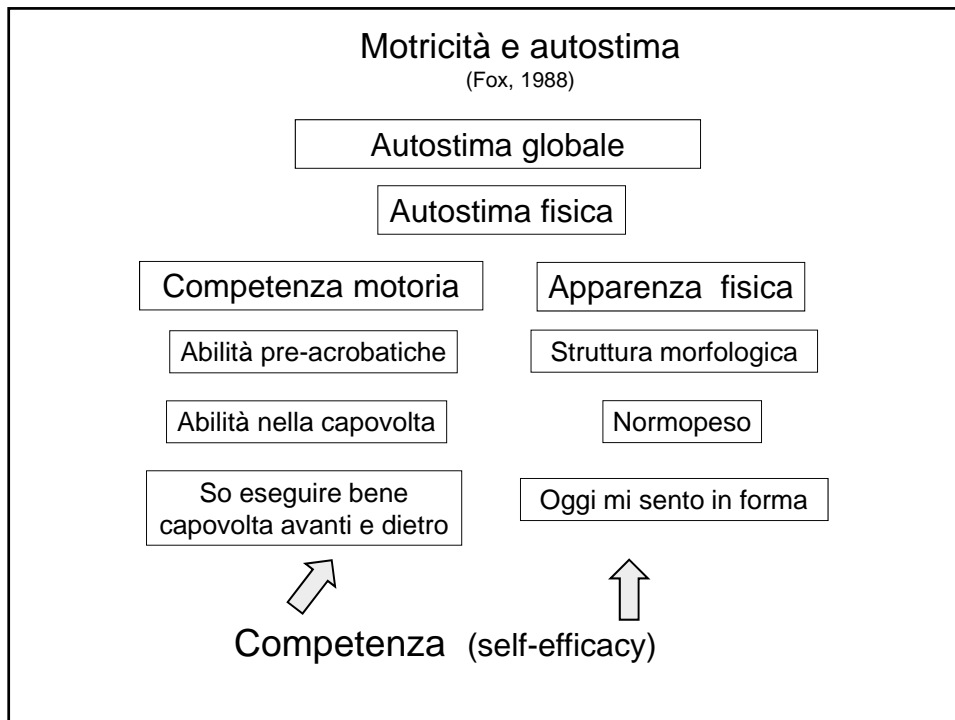 Motricità e autostima
(Fox, 1988)
Autostima globale
Autostima fisica
Competenza motoria
Apparenza fisica
Abilità pre-acrobatiche
Struttura morfologica
Abilità nella capovolta
Normopeso
So eseguire bene
capovolta avanti e dietro
Oggi mi sento in forma
Competenza (self-efficacy)